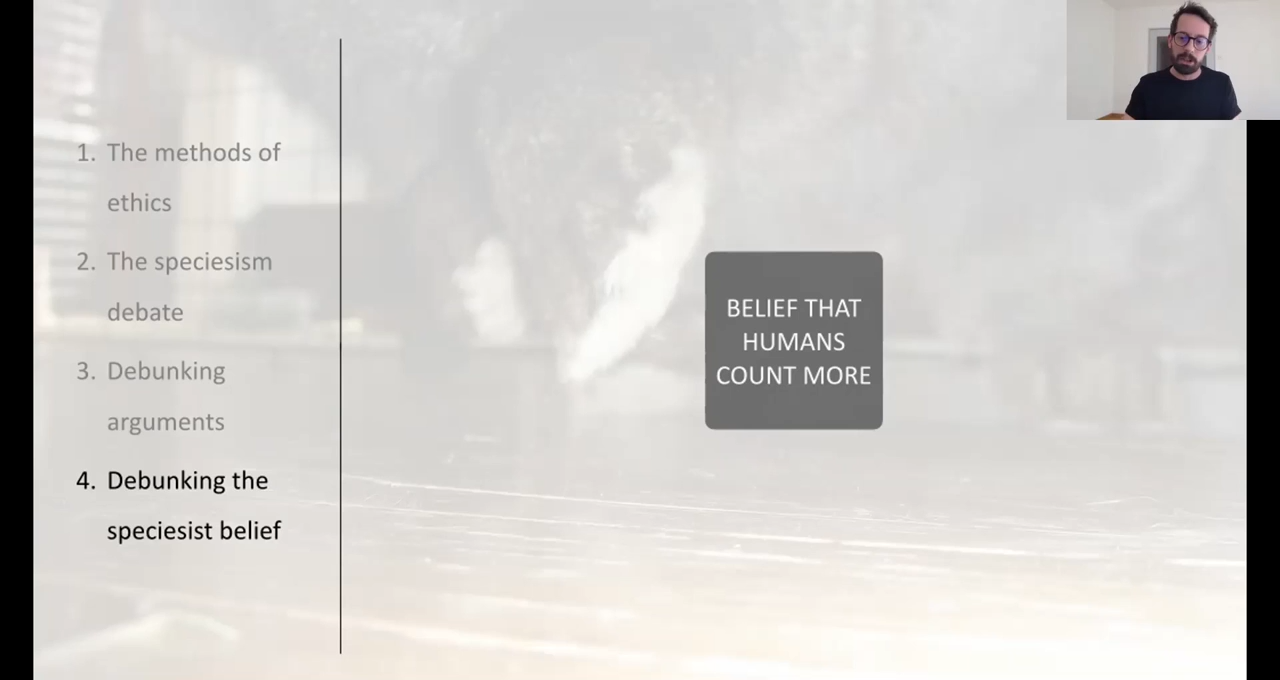 1. The methods of
ethics
2. The speciesism
debate
3. Debunking
arguments
4. Debunking the
speciesist belief
BELIEF THAT
HUMANS
COUNT MORE